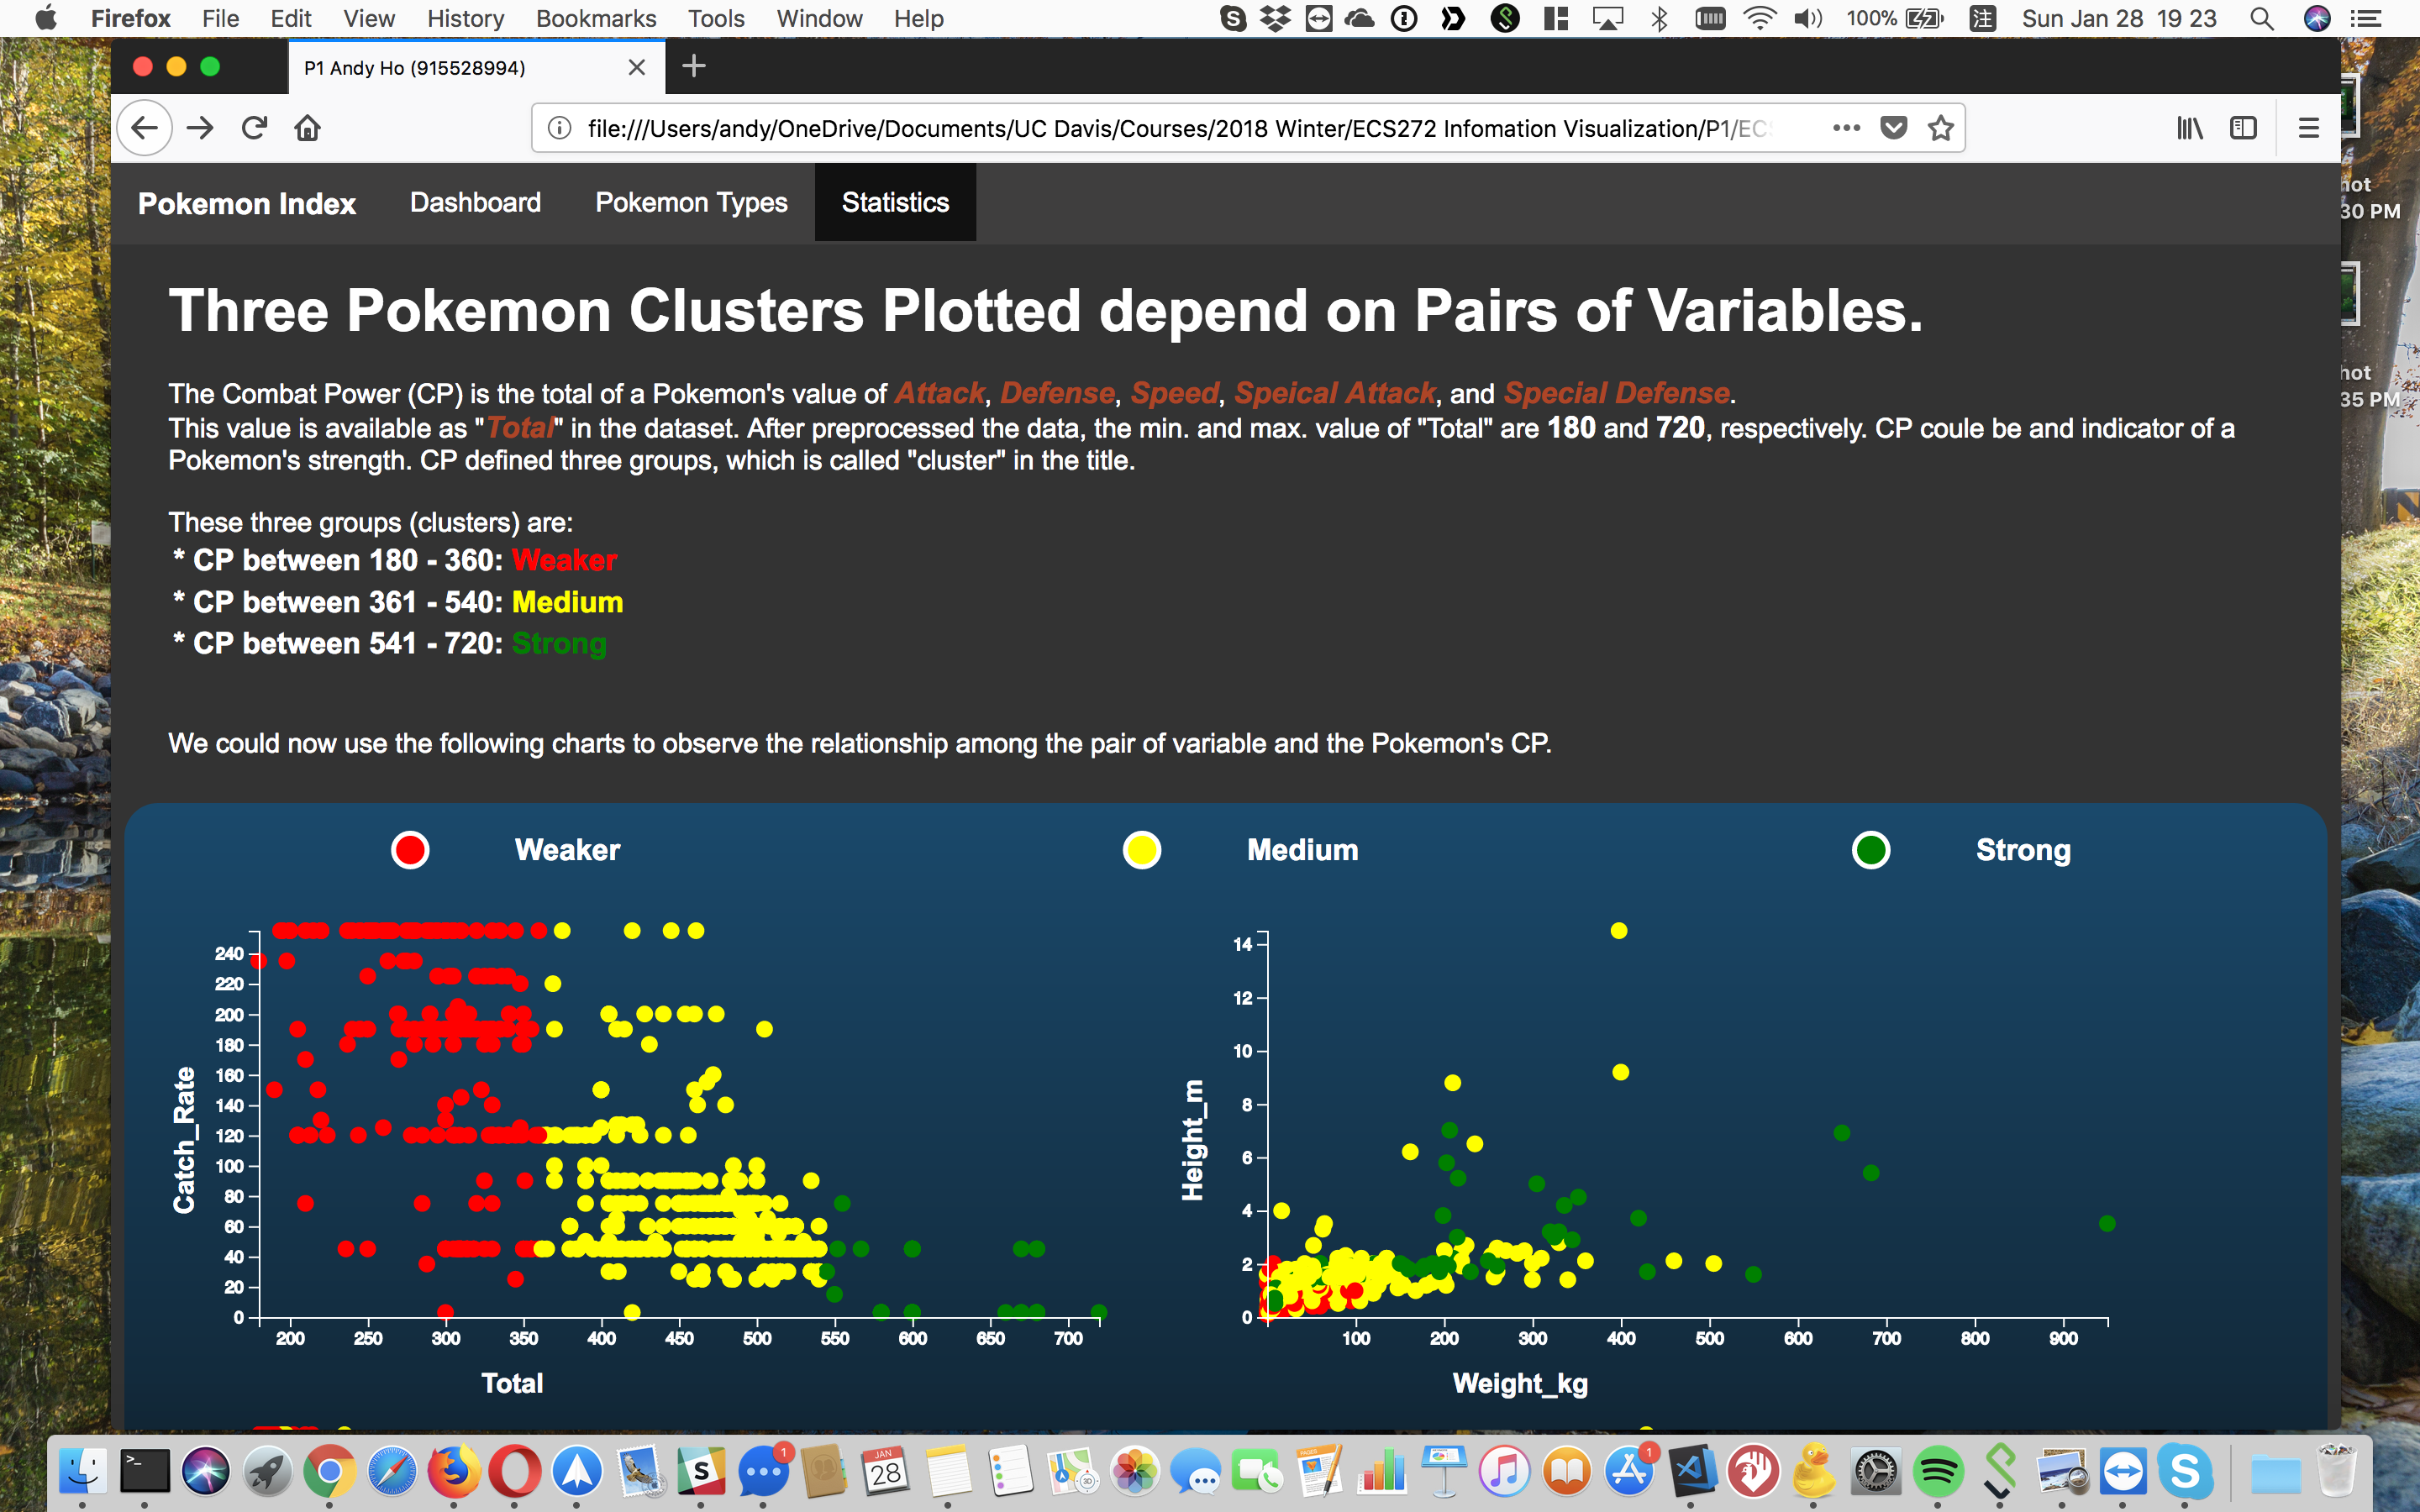 Firefox File Edit View History Bookmarks Tools Window Help 100% 注 Sun Jan 28 19 23
P1 Andy Ho (915528994)
file:///Users/andy/OneDrive/Documents/UC Davis/Courses/2018 Winter/ECS272 Infomation Visualization/P1/EC
Pokemon Index Dashboard Pokemon Types Statistics
hot
30 PM
hot
35 PM
Three Pokemon Clusters Plotted depend on Pairs of Variables.
The Combat Power (CP) is the total of a Pokemon's value of Attack, Defense, Speed, Speical Attack, and Special Defense.
This value is available as "Total" in the dataset. After preprocessed the data, the min. and max. value of "Total" are 180 and 720, respectively. CP coule be and indicator of a
Pokemon's strength. CP defined three groups, which is called "cluster" in the title.
These three groups (clusters) are:
* CP between 180 - 360: Weaker
* CP between 361 - 540: Medium
* CP between 541 - 720: Strong
We could now use the following charts to observe the relationship among the pair of variable and the Pokemon's CP.
Weaker Medium Strong
240
220
200
180
160
140
120
100
80
60
40
20
0
Catch_Rate
200 250 300 350 400 450 500 550 600 650 700
Total
14
12
10
8
6
4
2
0
Height_m
100 200 300 400 500 600 700 800 900
Weight_kg
1
JAN
28
1